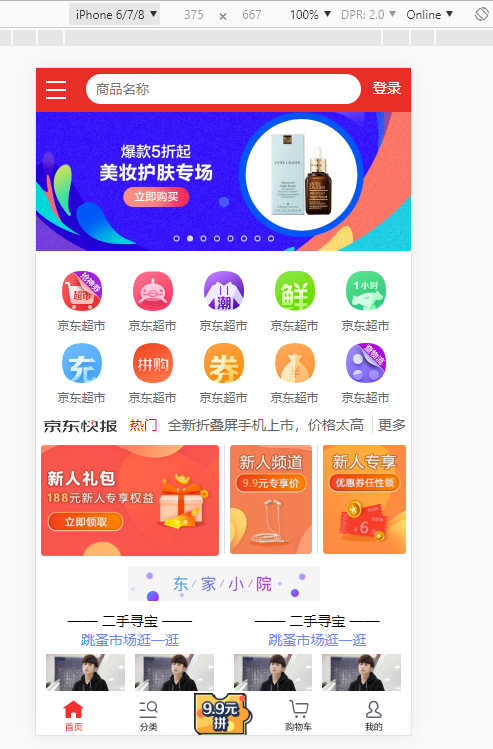 iPhone 6/7/8 ▼ 375 × 667 100% ▼ DPR: 2.0 ▼ Online ▼
商品名称 登录
爆款5折起
美妆护肤专场
立即购买
ESTEE LAUDER
抢神券
超市
潮
鲜
1小时
京东超市 京东超市 京东超市 京东超市 京东超市
充
拼购
券
查物流
京东超市 京东超市 京东超市 京东超市 京东超市
京东快报 热门 全新折叠屏手机上市，价格太高 更多
新人礼包
188元新人专享权益
立即领取
新人频道
9.9元专享价
新人专享
优惠券任性领
6
东/家/小/院
—— 二手寻宝 —— —— 二手寻宝 ——
跳蚤市场逛一逛 跳蚤市场逛一逛
9.9元
拼
首页 分类 购物车 我的